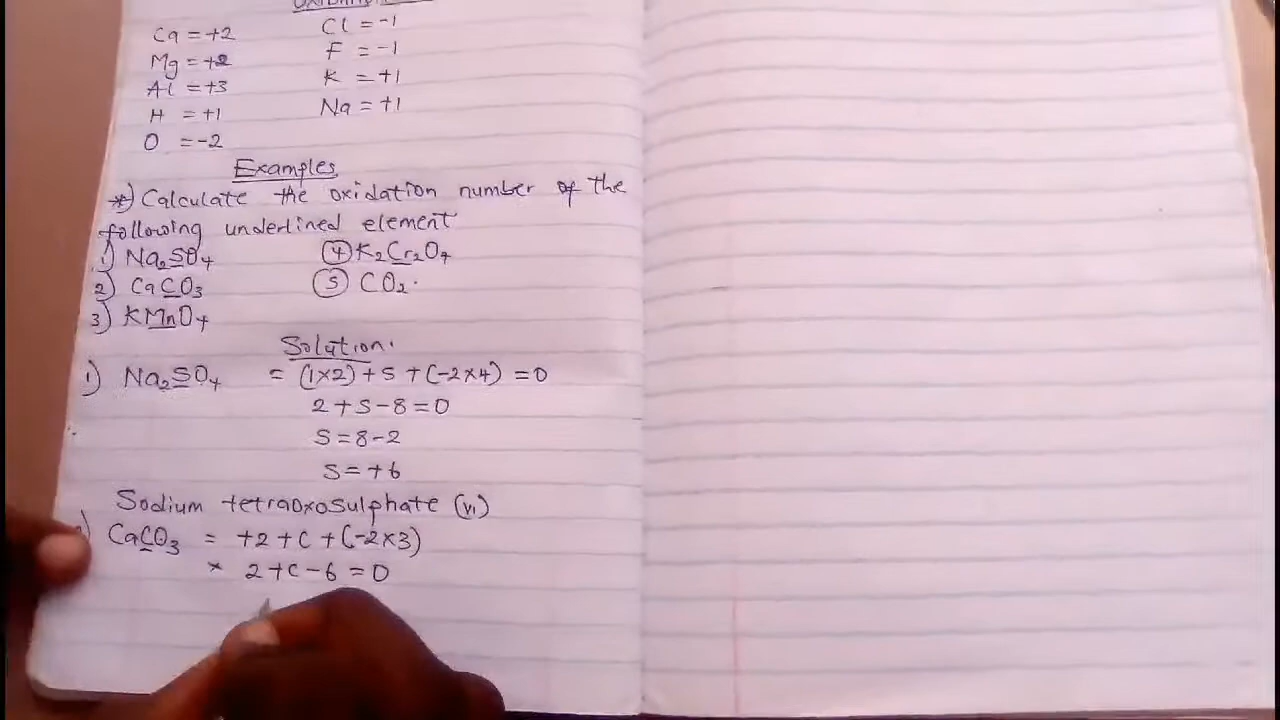 Ca = +2
Mg = +2
Al = +3
H = +1
O = -2
Cl = -1
F = -1
K = +1
Na = +1
Examples
*) Calculate the oxidation number of the
following underlined element
1) Na₂SO₄
2) CaCO₃
3) KMnO₄
④ K₂Cr₂O₇
⑤ CO₂.
Solution.
1) Na₂SO₄ = (1×2) + S + (-2×4) = 0
2 + S - 8 = 0
S = 8 - 2
S = +6
Sodium tetraoxosulphate (vi)
) CaCO₃ = +2 + C + (-2×3)
* 2 + C - 6 = 0